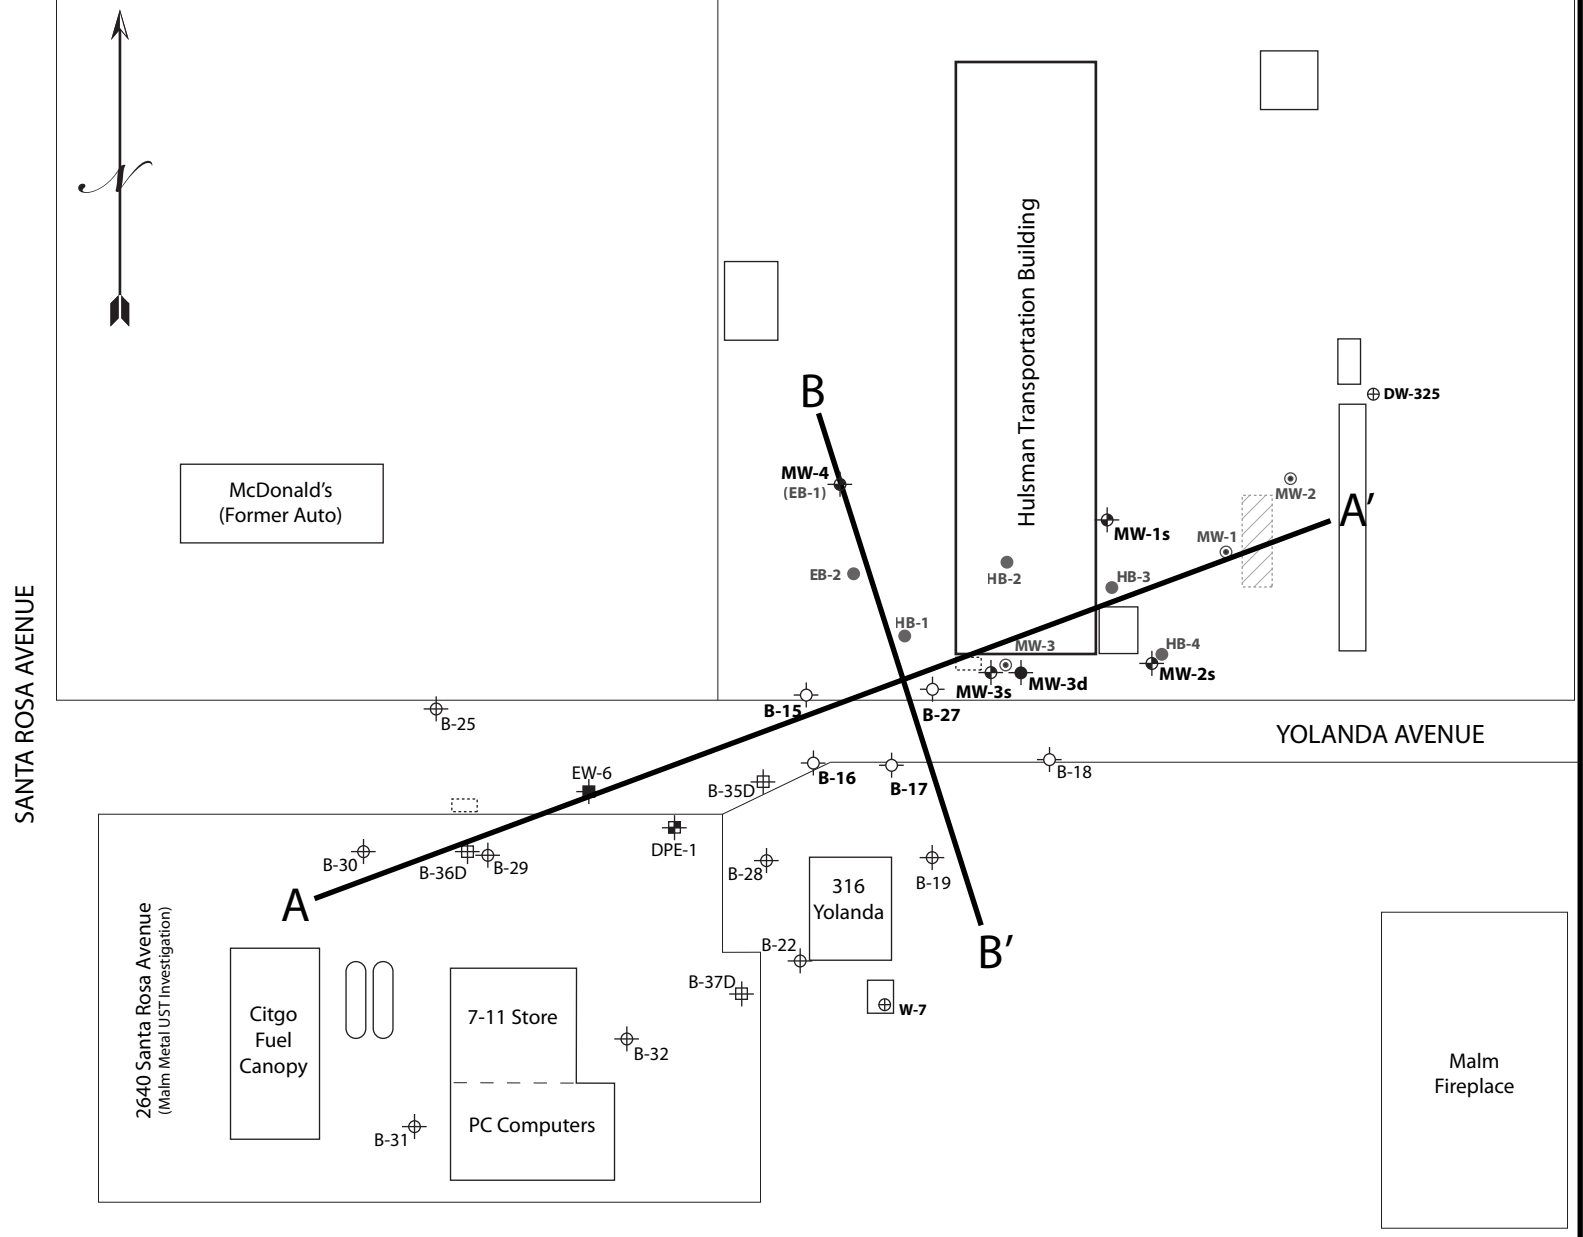 N
Hulsman Transportation Building
B
DW-325
MW-4
(EB-1)
McDonald’s
(Former Auto)
MW-2
A’
MW-1s
MW-1
EB-2
HB-2
HB-3
HB-1
MW-3
HB-4
MW-2s
MW-3s
MW-3d
SANTA ROSA AVENUE
B-15
B-27
B-25
YOLANDA AVENUE
EW-6
B-16
B-18
B-35D
B-17
DPE-1
B-30
B-36D
B-29
B-28
B-19
316
Yolanda
A
B-22
B’
2640 Santa Rosa Avenue
(Malm Metal UST Investigation)
B-37D
W-7
Citgo
Fuel
Canopy
7-11 Store
B-32
Malm
Fireplace
PC Computers
B-31